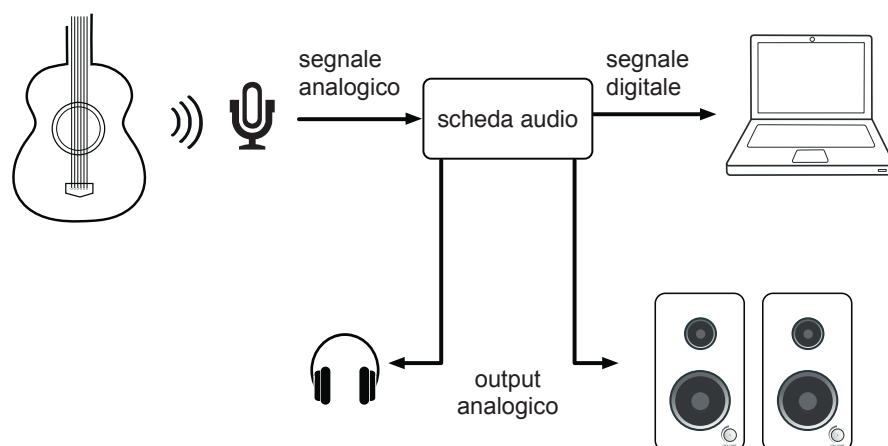 segnale
analogico
scheda audio
segnale
digitale
output
analogico